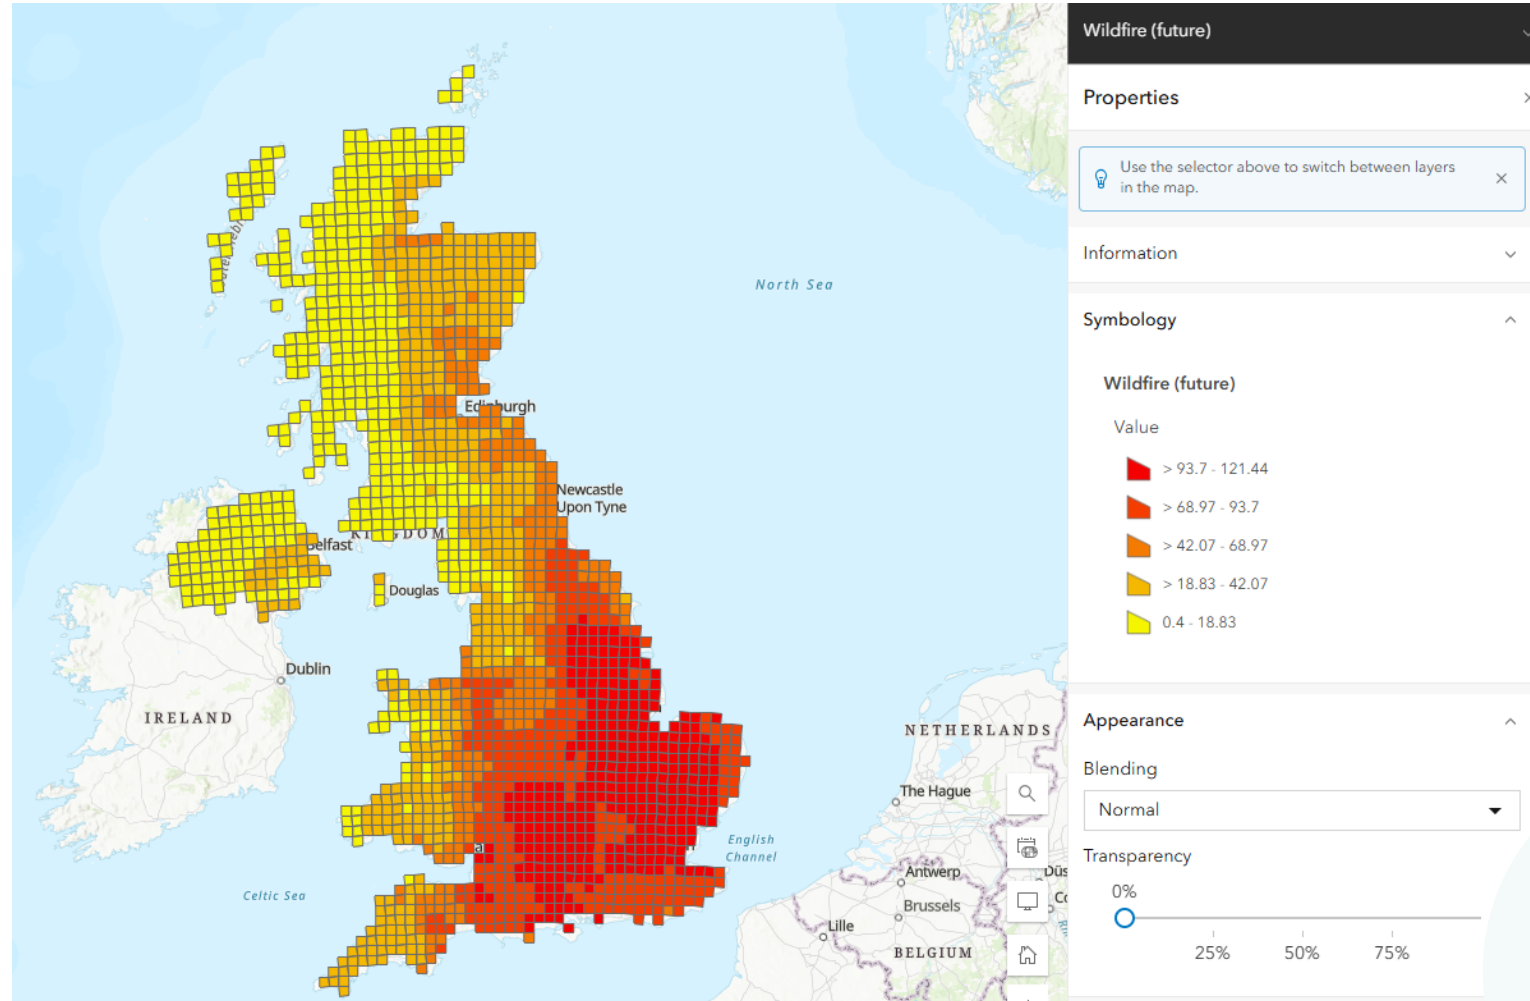 Wildfire (future)
Properties
Use the selector above to switch between layers
in the map.
Information
Symbology
Wildfire (future)
Value
> 93.7 - 121.44
> 68.97 - 93.7
> 42.07 - 68.97
> 18.83 - 42.07
0.4 - 18.83
Appearance
Blending
Normal
Transparency
0%
25% 50% 75%
North Sea
Edinburgh
Newcastle
Upon Tyne
Belfast
Douglas
Dublin
IRELAND
NETHERLANDS
The Hague
English
Channel
Celtic Sea
Antwerp
Brussels
Lille
BELGIUM